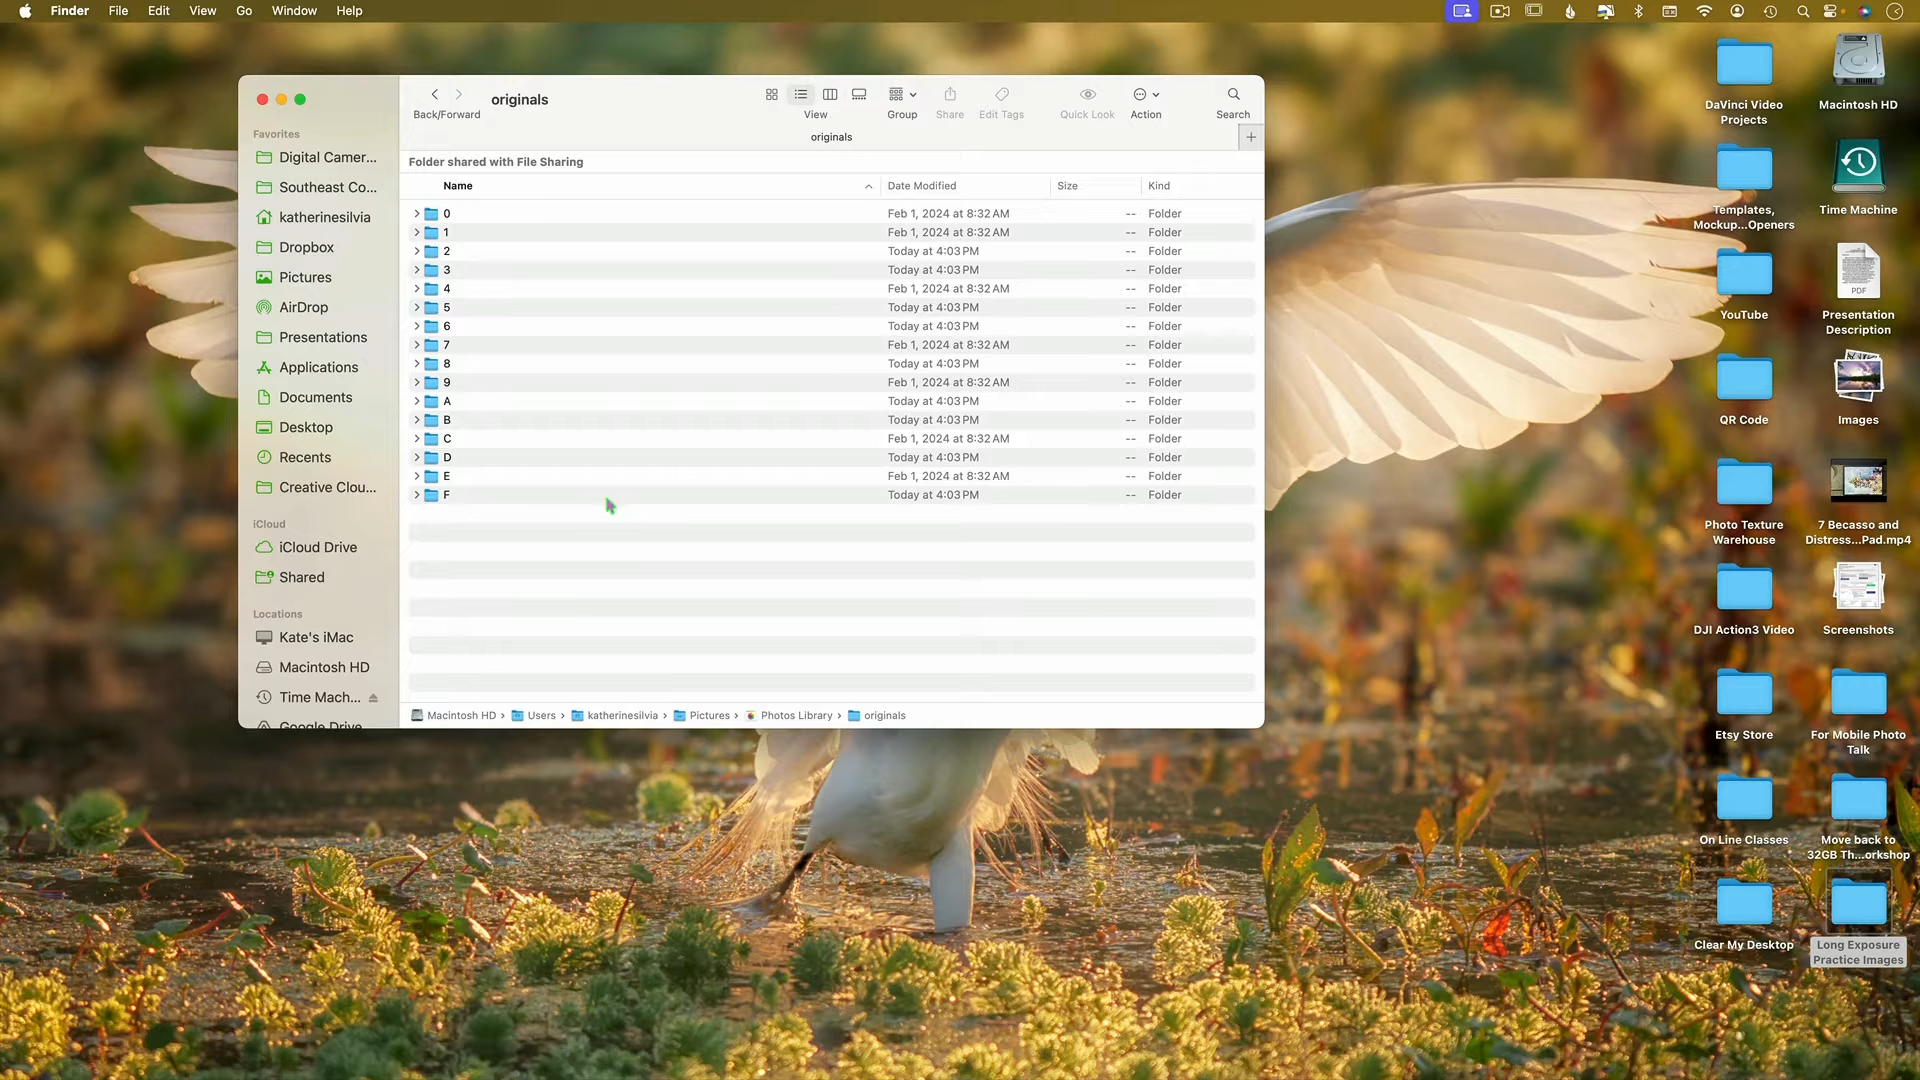 Finder File Edit View Go Window Help
originals
Back/Forward View Group Share Edit Tags Quick Look Action Search
originals
Folder shared with File Sharing
Name Date Modified Size Kind
0 Feb 1, 2024 at 8:32 AM -- Folder
1 Feb 1, 2024 at 8:32 AM -- Folder
2 Today at 4:03 PM -- Folder
3 Today at 4:03 PM -- Folder
4 Feb 1, 2024 at 8:32 AM -- Folder
5 Today at 4:03 PM -- Folder
6 Today at 4:03 PM -- Folder
7 Feb 1, 2024 at 8:32 AM -- Folder
8 Today at 4:03 PM -- Folder
9 Feb 1, 2024 at 8:32 AM -- Folder
A Today at 4:03 PM -- Folder
B Today at 4:03 PM -- Folder
C Feb 1, 2024 at 8:32 AM -- Folder
D Today at 4:03 PM -- Folder
E Feb 1, 2024 at 8:32 AM -- Folder
F Today at 4:03 PM -- Folder
Macintosh HD › Users › katherinesilvia › Pictures › Photos Library › originals
Favorites
Digital Camer...
Southeast Co...
katherinesilvia
Dropbox
Pictures
AirDrop
Presentations
Applications
Documents
Desktop
Recents
Creative Clou...
iCloud
iCloud Drive
Shared
Locations
Kate's iMac
Macintosh HD
Time Mach...
Google Drive
DaVinci Video
Projects
Macintosh HD
Templates,
Mockup...Openers
Time Machine
YouTube
PDF
Presentation
Description
QR Code
Images
Photo Texture
Warehouse
7 Becasso and
Distress...Pad.mp4
DJI Action3 Video
Screenshots
Etsy Store
For Mobile Photo
Talk
On Line Classes
Move back to
32GB Th...orkshop
Clear My Desktop
Long Exposure
Practice Images